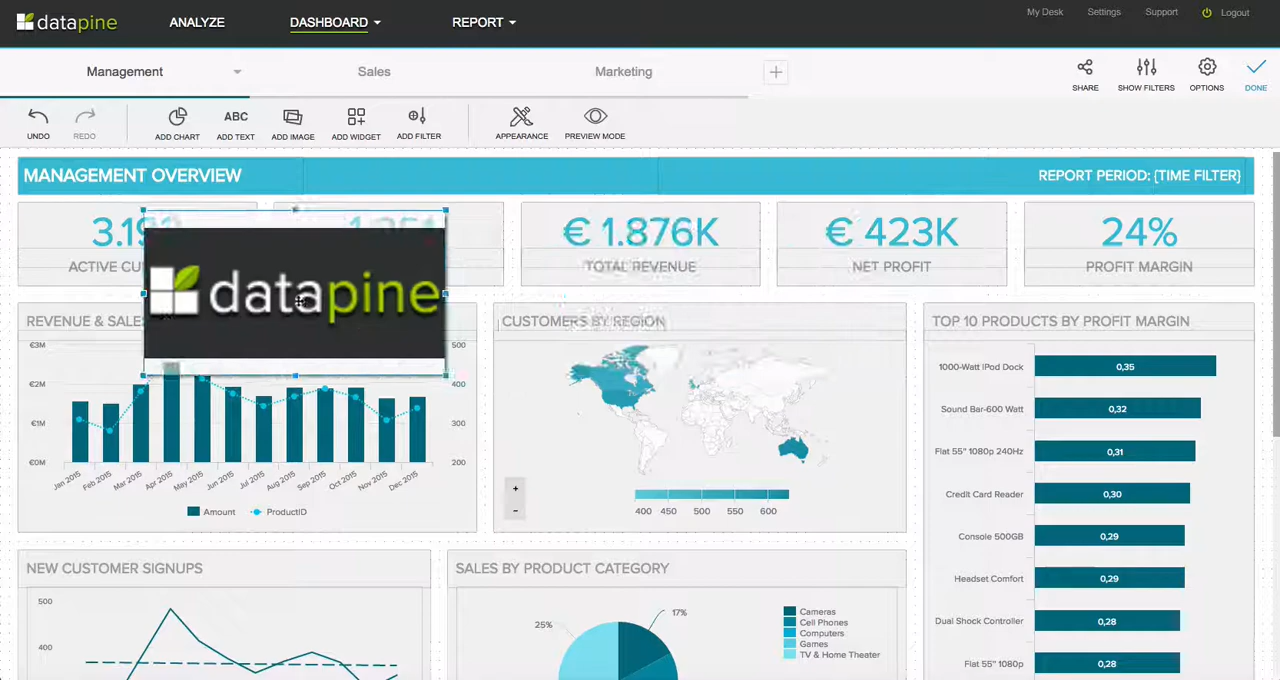 datapine
ANALYZE
DASHBOARD
REPORT
My Desk
Settings
Support
Logout
Management
Sales
Marketing
SHARE
SHOW FILTERS
OPTIONS
DONE
UNDO
REDO
ADD CHART
ABC
ADD TEXT
ADD IMAGE
ADD WIDGET
ADD FILTER
APPEARANCE
PREVIEW MODE
MANAGEMENT OVERVIEW
REPORT PERIOD: {TIME FILTER}
3.191
ACTIVE CU
€ 1.876K
TOTAL REVENUE
€ 423K
NET PROFIT
24%
PROFIT MARGIN
datapine
REVENUE & SALES
€3M
€2M
€1M
€0M
500
400
300
200
Jan 2015
Feb 2015
Mar 2015
Apr 2015
May 2015
Jun 2015
Jul 2015
Aug 2015
Sep 2015
Oct 2015
Nov 2015
Dec 2015
Amount
ProductID
CUSTOMERS BY REGION
+
-
400
450
500
550
600
TOP 10 PRODUCTS BY PROFIT MARGIN
1000-Watt IPod Dock 0,35
Sound Bar-600 Watt 0,32
Flat 55" 1080p 240Hz 0,31
Credit Card Reader 0,30
Console 500GB 0,29
Headset Comfort 0,29
Dual Shock Controller 0,28
Flat 55" 1080p 0,28
NEW CUSTOMER SIGNUPS
500
400
SALES BY PRODUCT CATEGORY
25%
17%
Cameras
Cell Phones
Computers
Games
TV & Home Theater